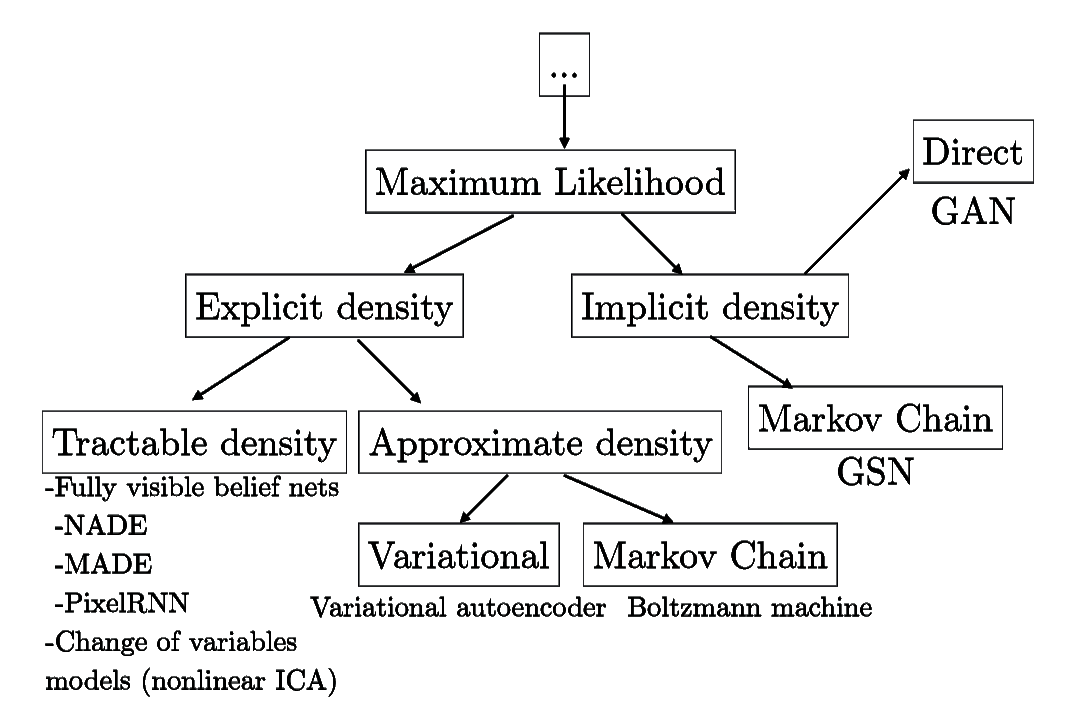 ...
Maximum Likelihood
Direct
GAN
Explicit density
Implicit density
Markov Chain
GSN
Tractable density
-Fully visible belief nets
-NADE
-MADE
-PixelRNN
-Change of variables
models (nonlinear ICA)
Approximate density
Variational
Variational autoencoder
Markov Chain
Boltzmann machine